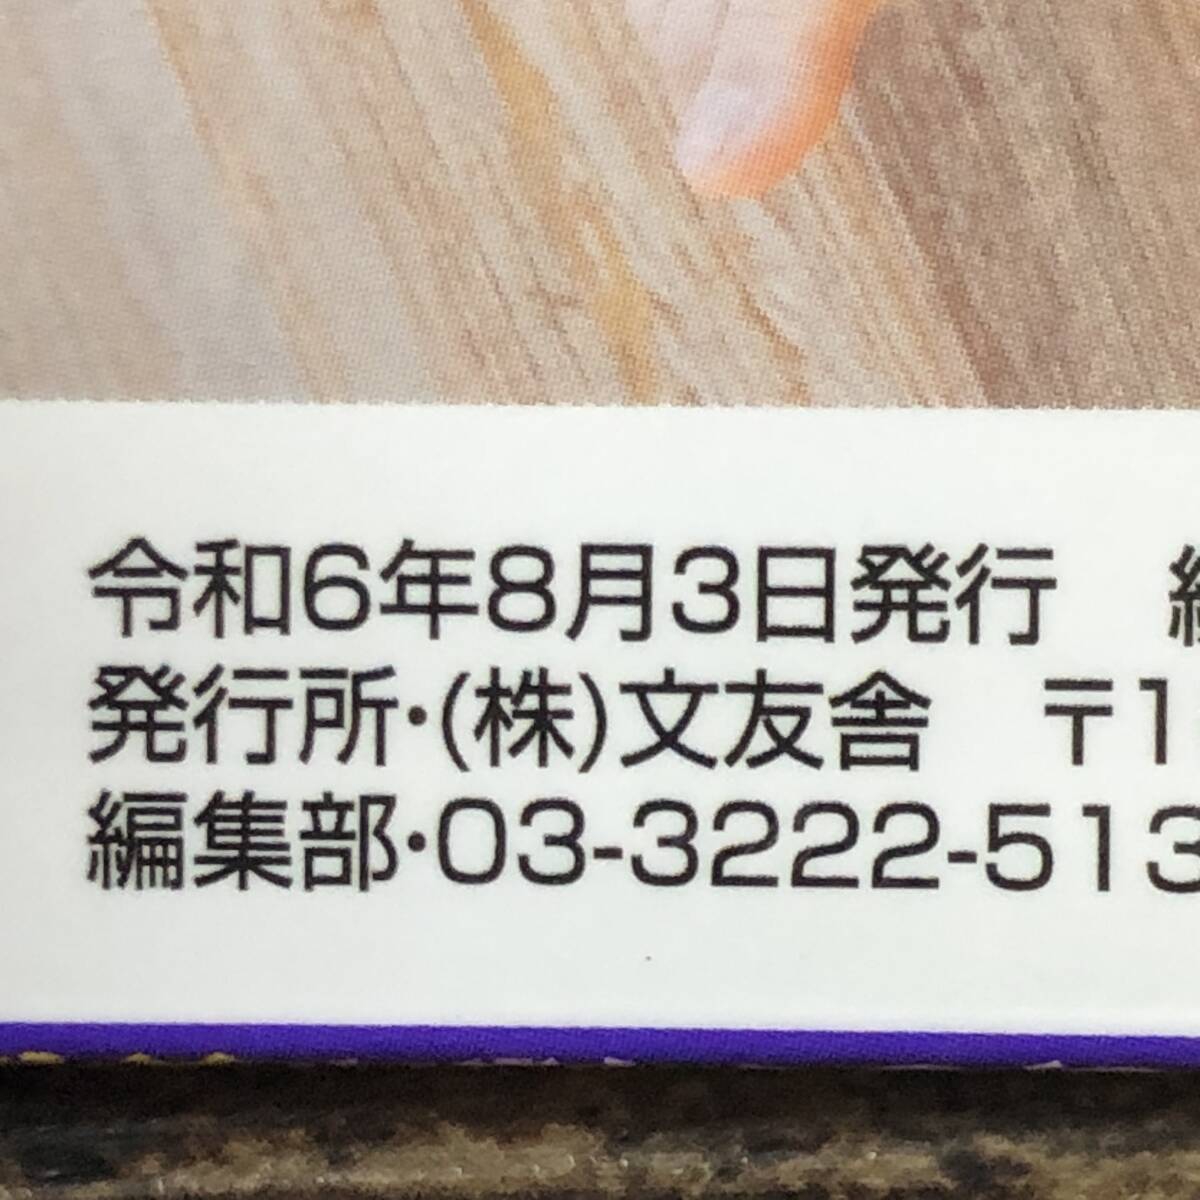 令和6年8月3日発行
発行所・(株)文友舎　〒1
編集部・03-3222-513